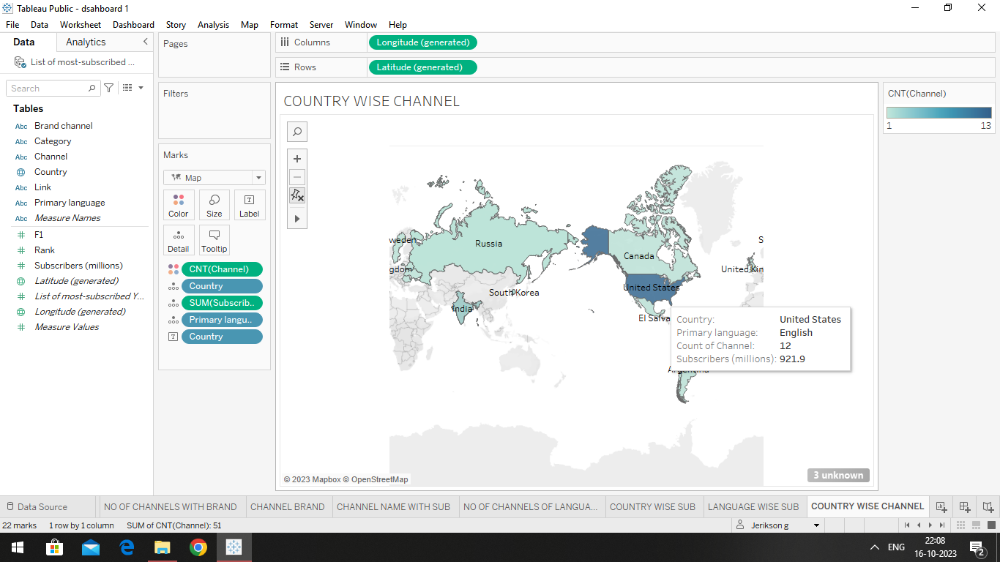 Tableau Public - dsahboard 1
File Data Worksheet Dashboard Story Analysis Map Format Server Window Help
Data Analytics
List of most-subscribed ...
Search
Tables
Abc Brand channel
Abc Category
Abc Channel
Country
Abc Link
Abc Primary language
Abc Measure Names
F1
Rank
Subscribers (millions)
Latitude (generated)
List of most-subscribed Y...
Longitude (generated)
Measure Values
Pages
Filters
Marks
Map
Color Size Label
Detail Tooltip
CNT(Channel)
Country
SUM(Subscrib..
Primary langu..
Country
Columns Longitude (generated)
Rows Latitude (generated)
COUNTRY WISE CHANNEL
weden
Russia
Canada
S
gdom
United Kin
United States
South Korea
India
El Salva
Argentina
Country: United States
Primary language: English
Count of Channel: 12
Subscribers (millions): 921.9
© 2023 Mapbox © OpenStreetMap
3 unknown
CNT(Channel)
1 13
Data Source NO OF CHANNELS WITH BRAND CHANNEL BRAND CHANNEL NAME WITH SUB NO OF CHANNELS OF LANGUA... COUNTRY WISE SUB LANGUAGE WISE SUB COUNTRY WISE CHANNEL
22 marks 1 row by 1 column SUM of CNT(Channel): 51 Jerikson g
ENG 22:08
16-10-2023 2